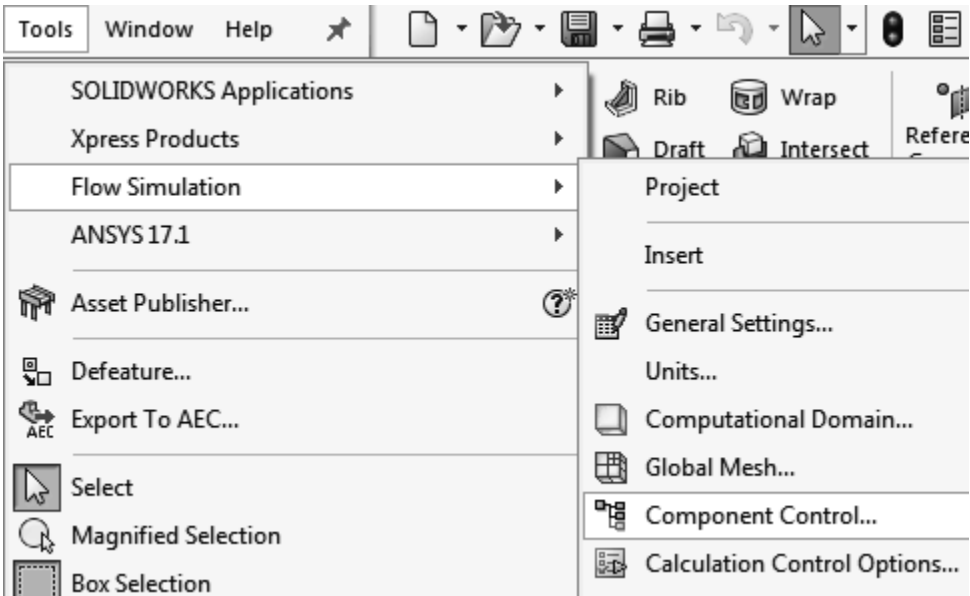 Tools Window Help
SOLIDWORKS Applications
Xpress Products
Flow Simulation
ANSYS 17.1
Asset Publisher...
Defeature...
Export To AEC...
AEC
Select
Magnified Selection
Box Selection
Rib Wrap
Draft Intersect
Refere
Project
Insert
General Settings...
Units...
Computational Domain...
Global Mesh...
Component Control...
Calculation Control Options...